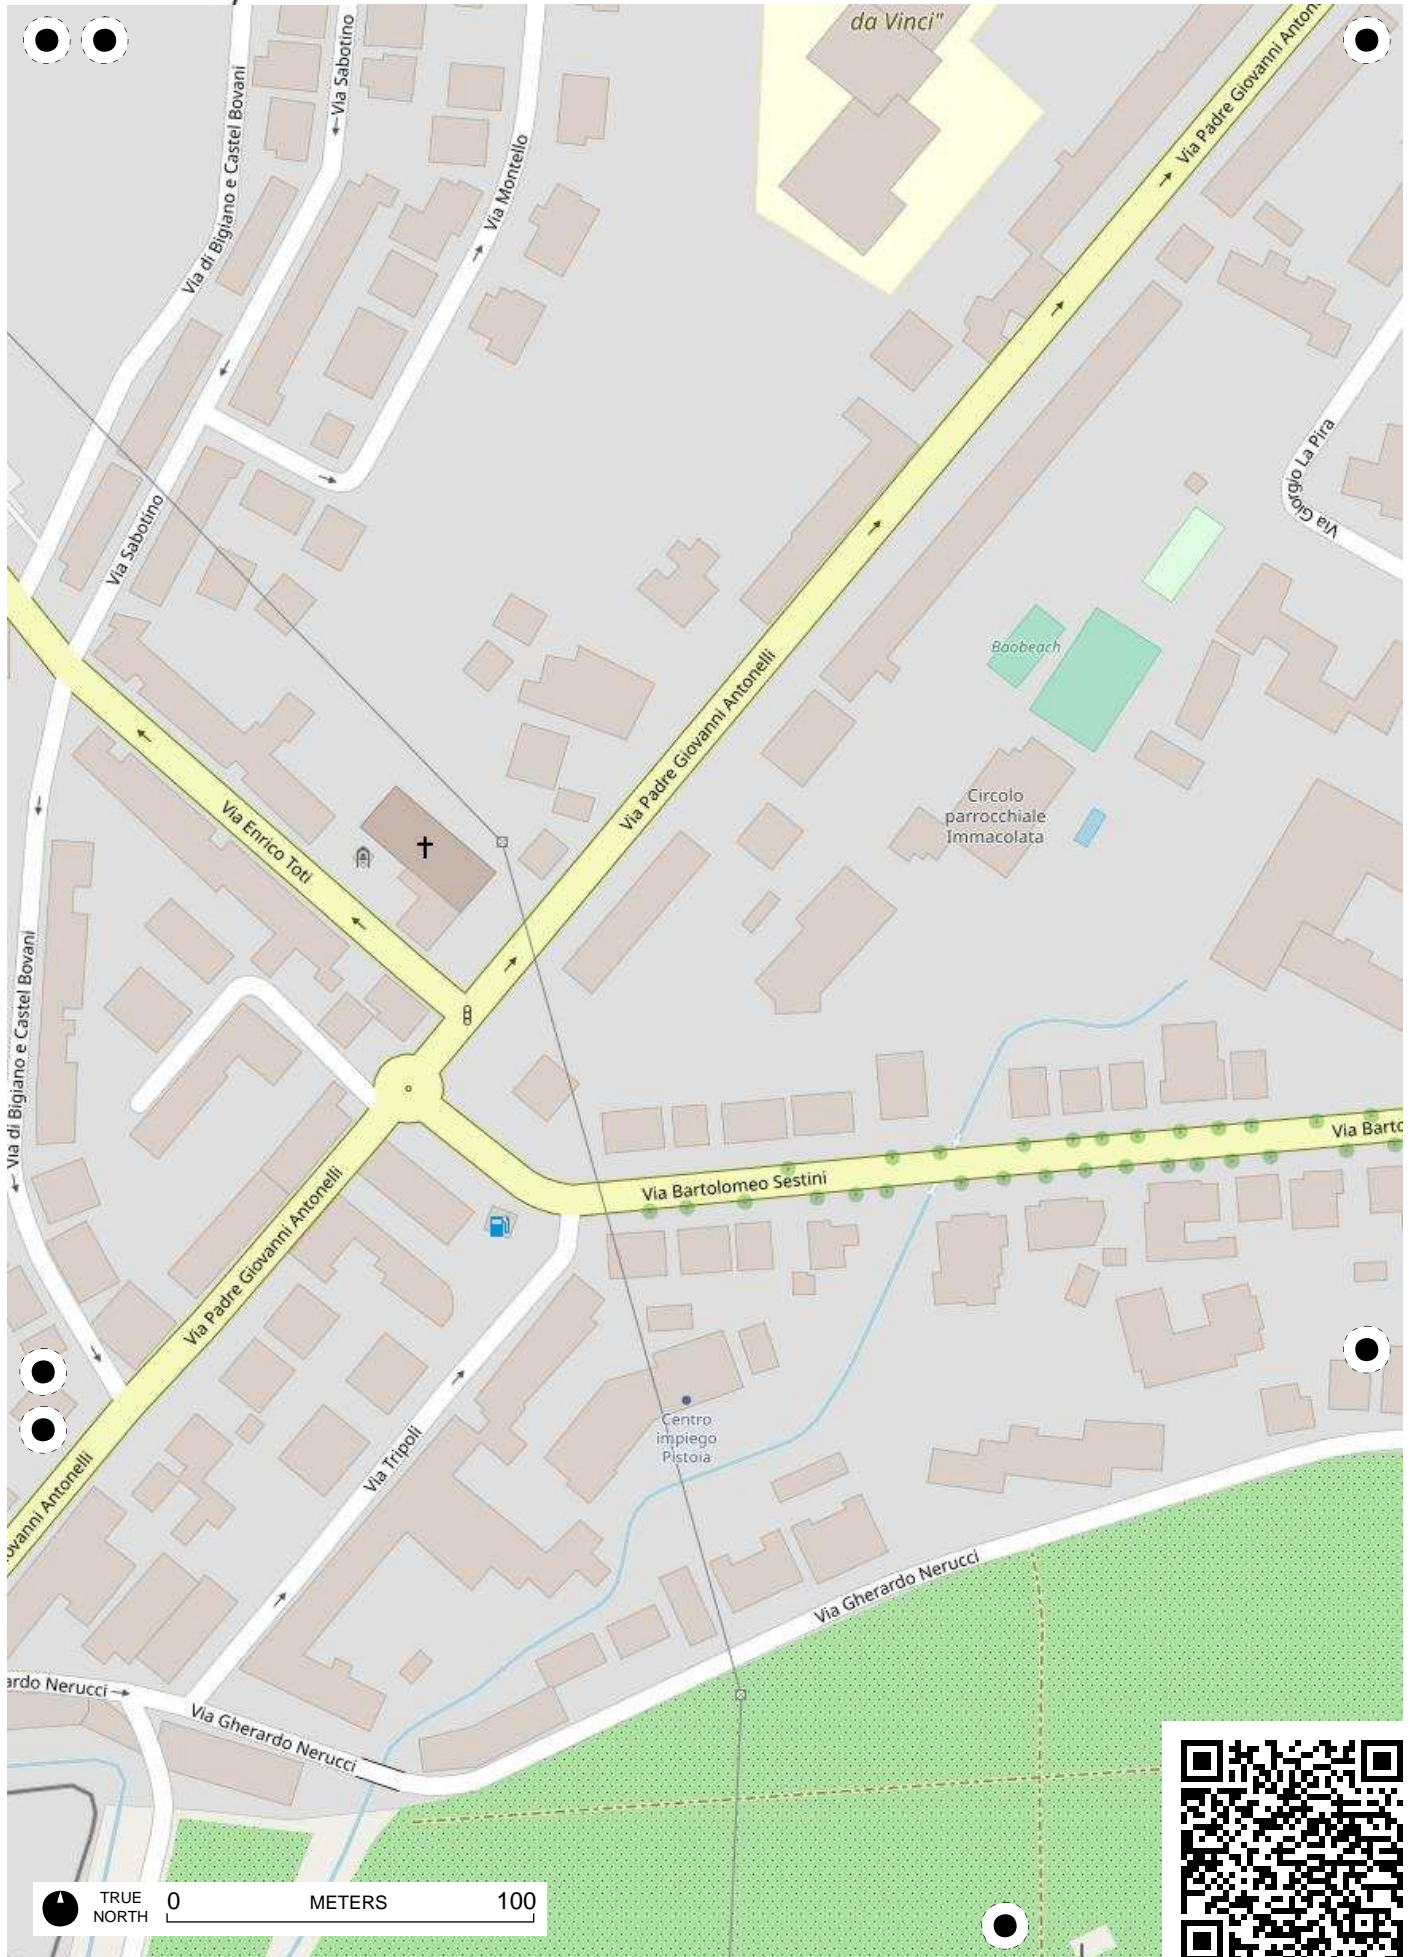 da Vinci"
Via Padre Giovanni Anton
Via Sabotino
Via di Bigiano e Castel Bovani
Via Montello
Via Giorgio La Pira
Via Sabotino
Baobeach
Via Padre Giovanni Antonelli
Circolo
parrocchiale
Immacolata
Via Enrico Toti
Via di Bigiano e Castel Bovani
Via Barto
Via Bartolomeo Sestini
Via Padre Giovanni Antonelli
Centro
impiego
Pistoia
Via Tripoli
ovanni Antonelli
Via Gherardo Nerucci
ardo Nerucci
Via Gherardo Nerucci
TRUE
NORTH
0 METERS 100